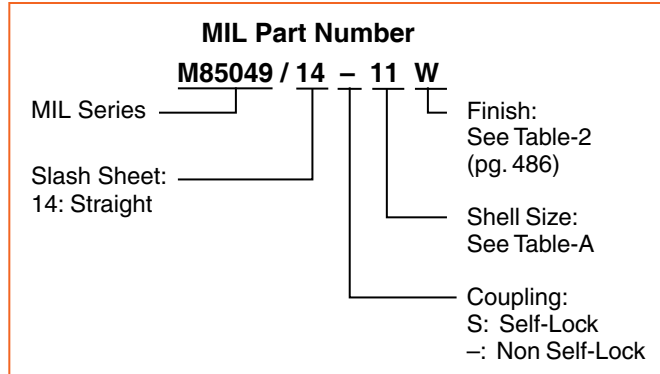 MIL Part Number
M85049 / 14 – 11 W
MIL Series
Slash Sheet:
14: Straight
Finish:
See Table-2
(pg. 486)
Shell Size:
See Table-A
Coupling:
S: Self-Lock
–: Non Self-Lock